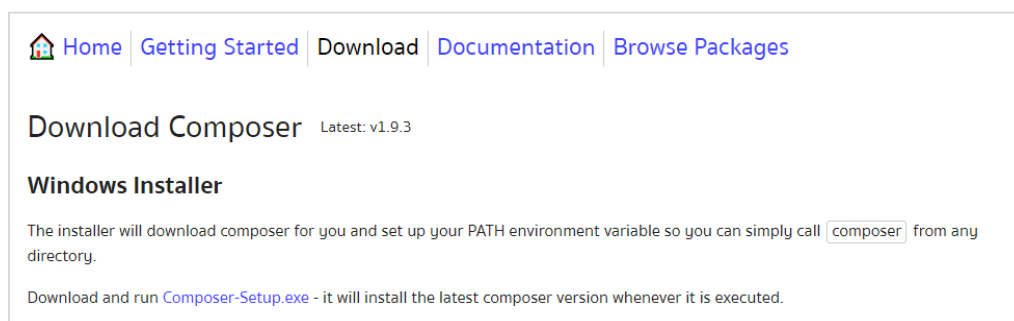 Home Getting Started Download Documentation Browse Packages
Download Composer Latest: v1.9.3
Windows Installer
The installer will download composer for you and set up your PATH environment variable so you can simply call composer from any
directory.
Download and run Composer-Setup.exe - it will install the latest composer version whenever it is executed.